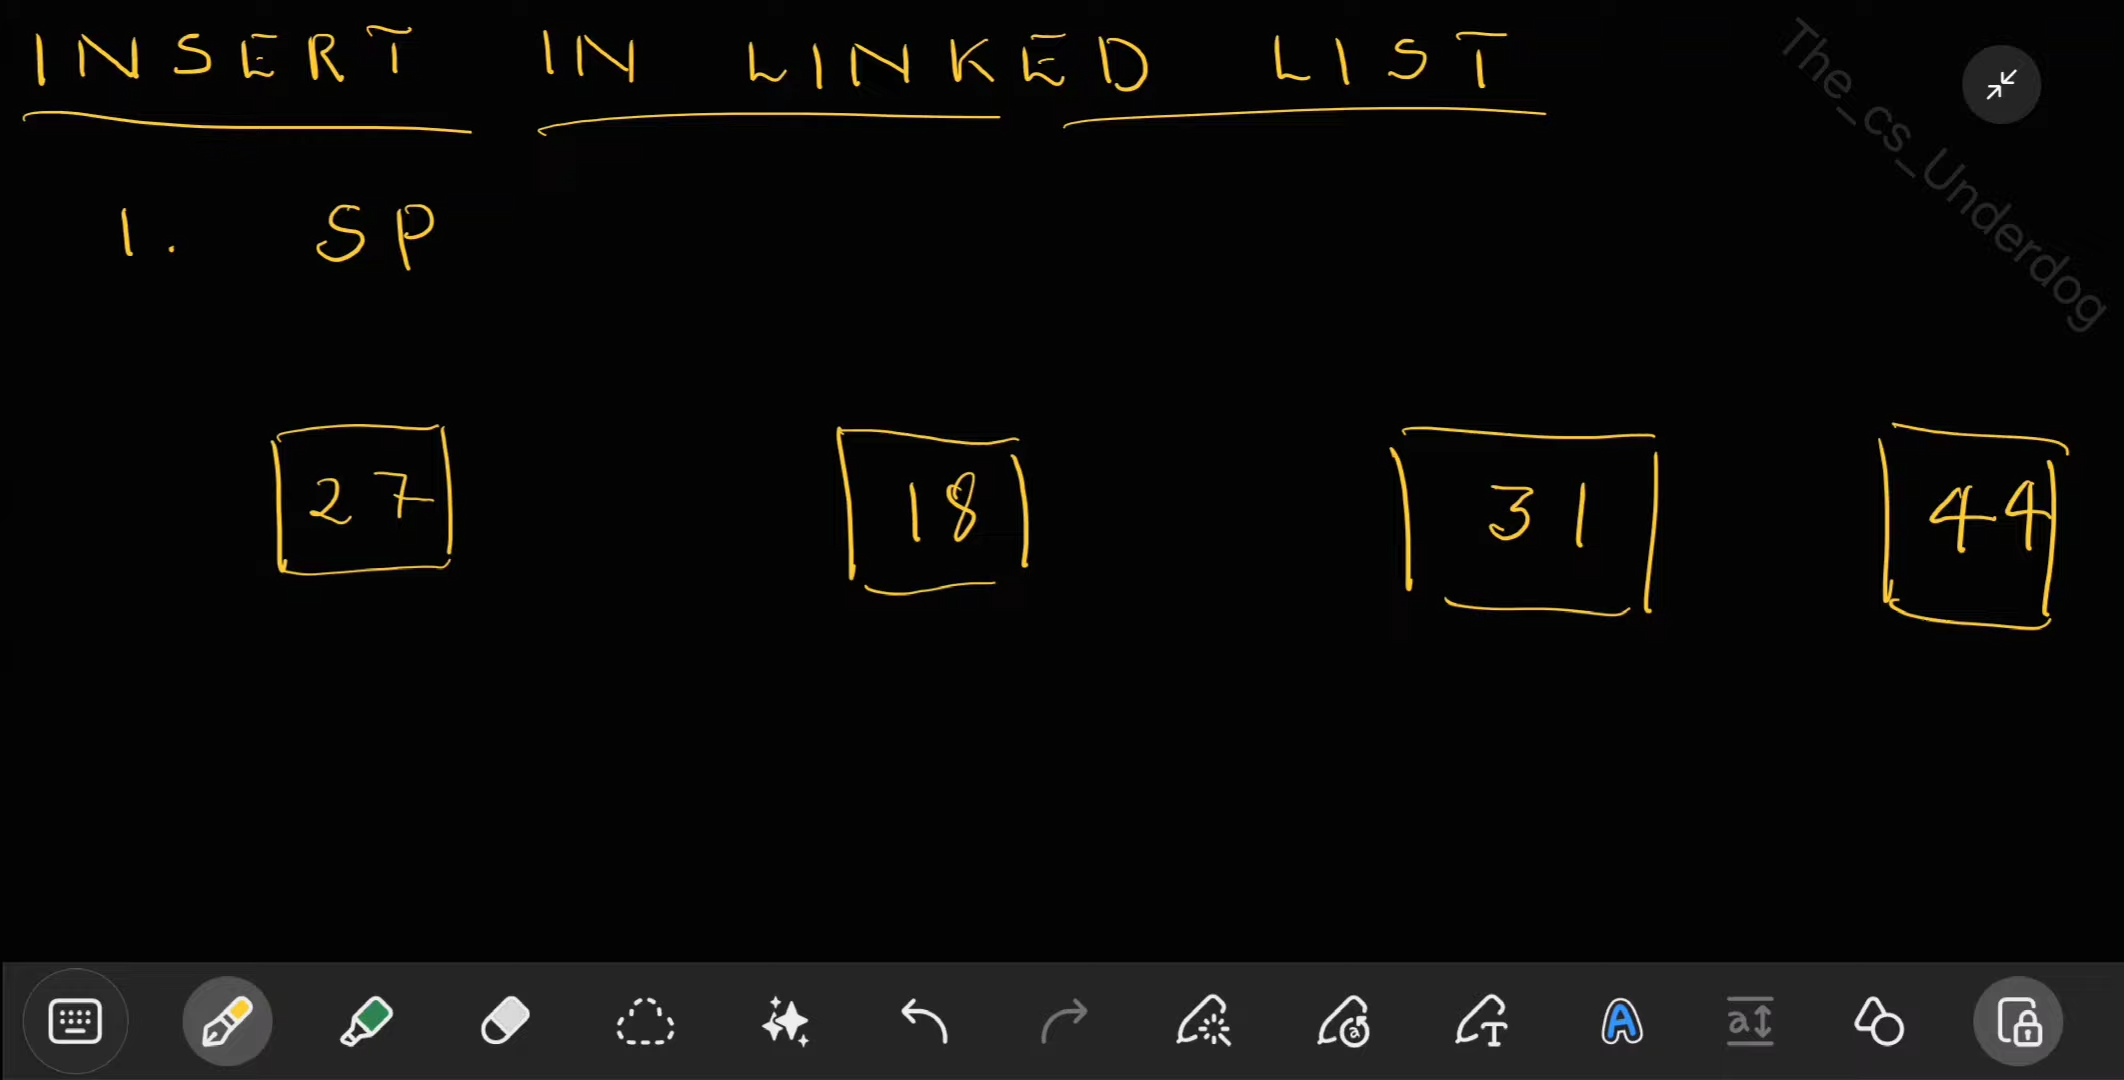 INSERT IN LINKED LIST
The_cs_Underdog
1. SP
27 18 31 44